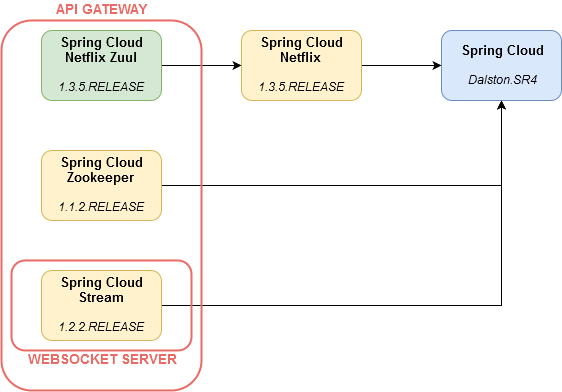 API GATEWAY
Spring Cloud
Netflix Zuul
1.3.5.RELEASE
Spring Cloud
Netflix
1.3.5.RELEASE
Spring Cloud
Dalston.SR4
Spring Cloud
Zookeeper
1.1.2.RELEASE
Spring Cloud
Stream
1.2.2.RELEASE
WEBSOCKET SERVER